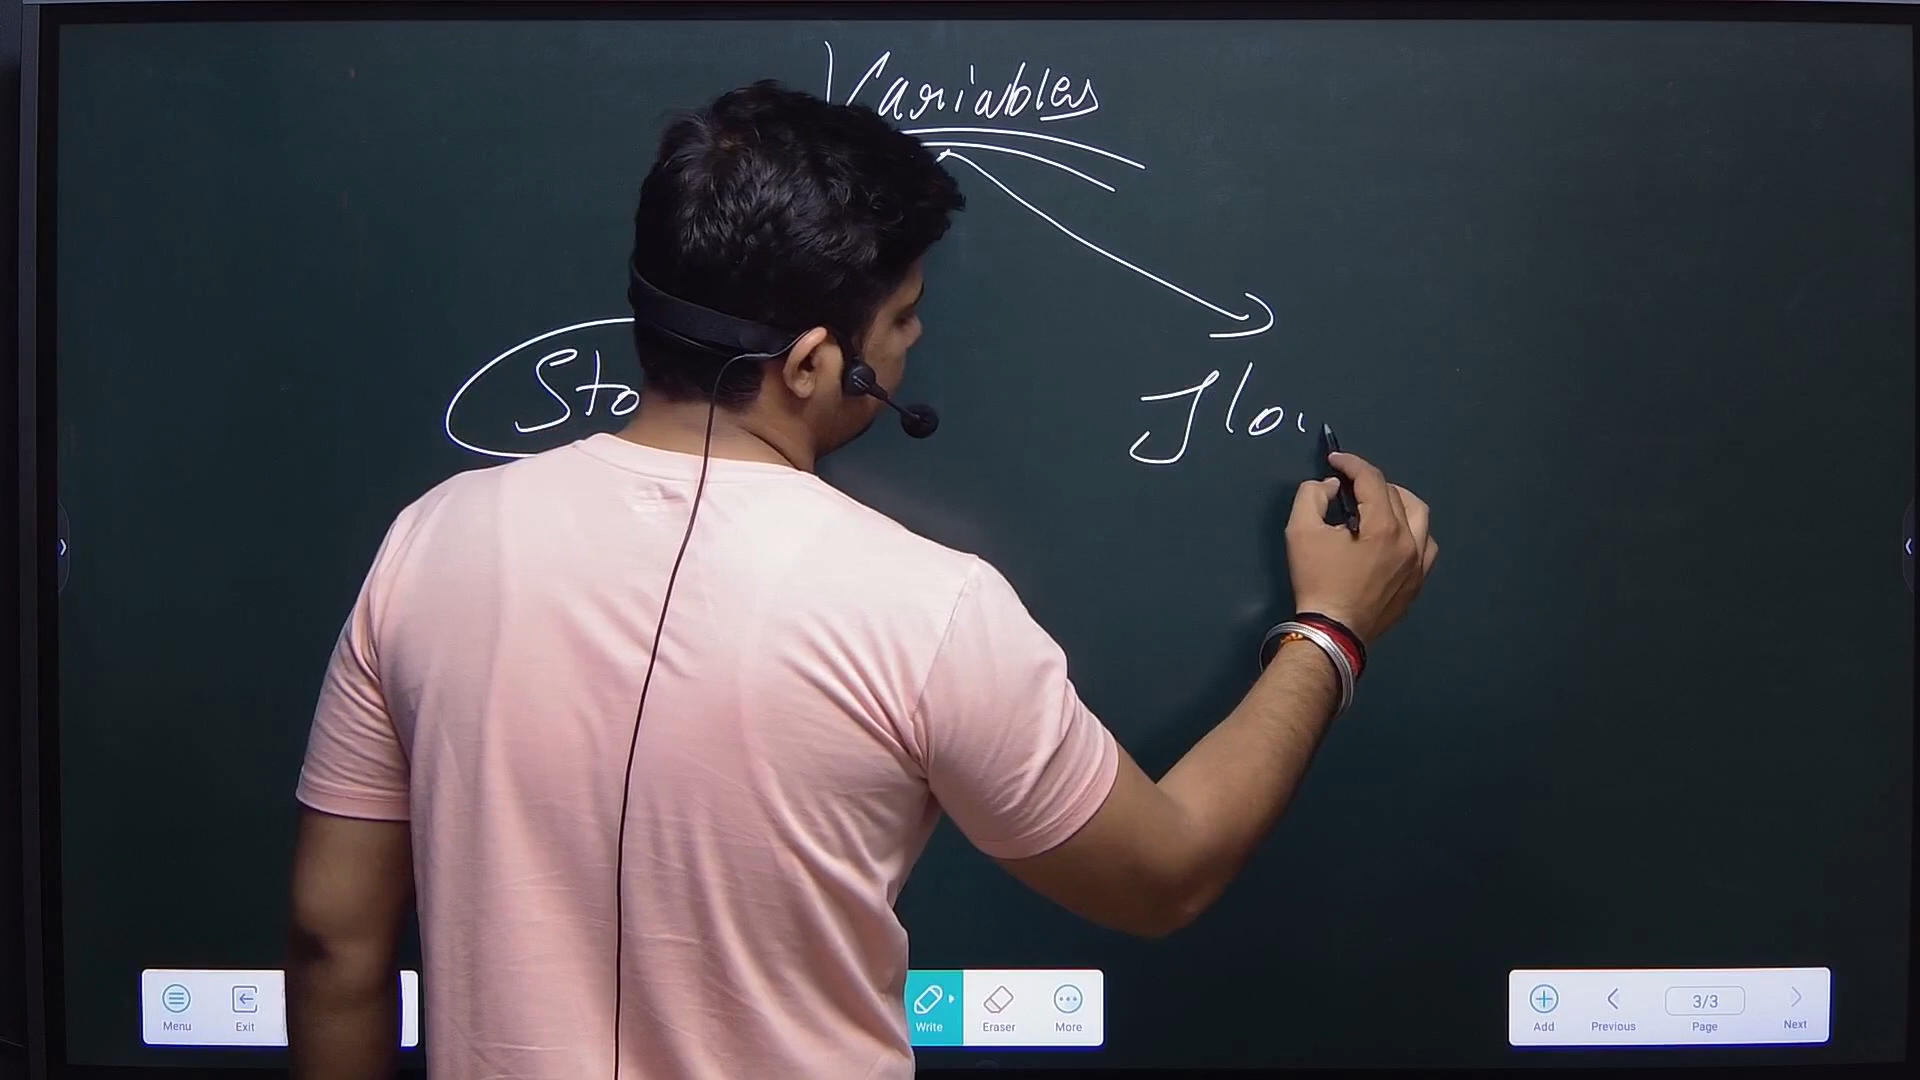 Variables
Sto Flo
Menu Exit Write Eraser More Add Previous 3/3 Page Next